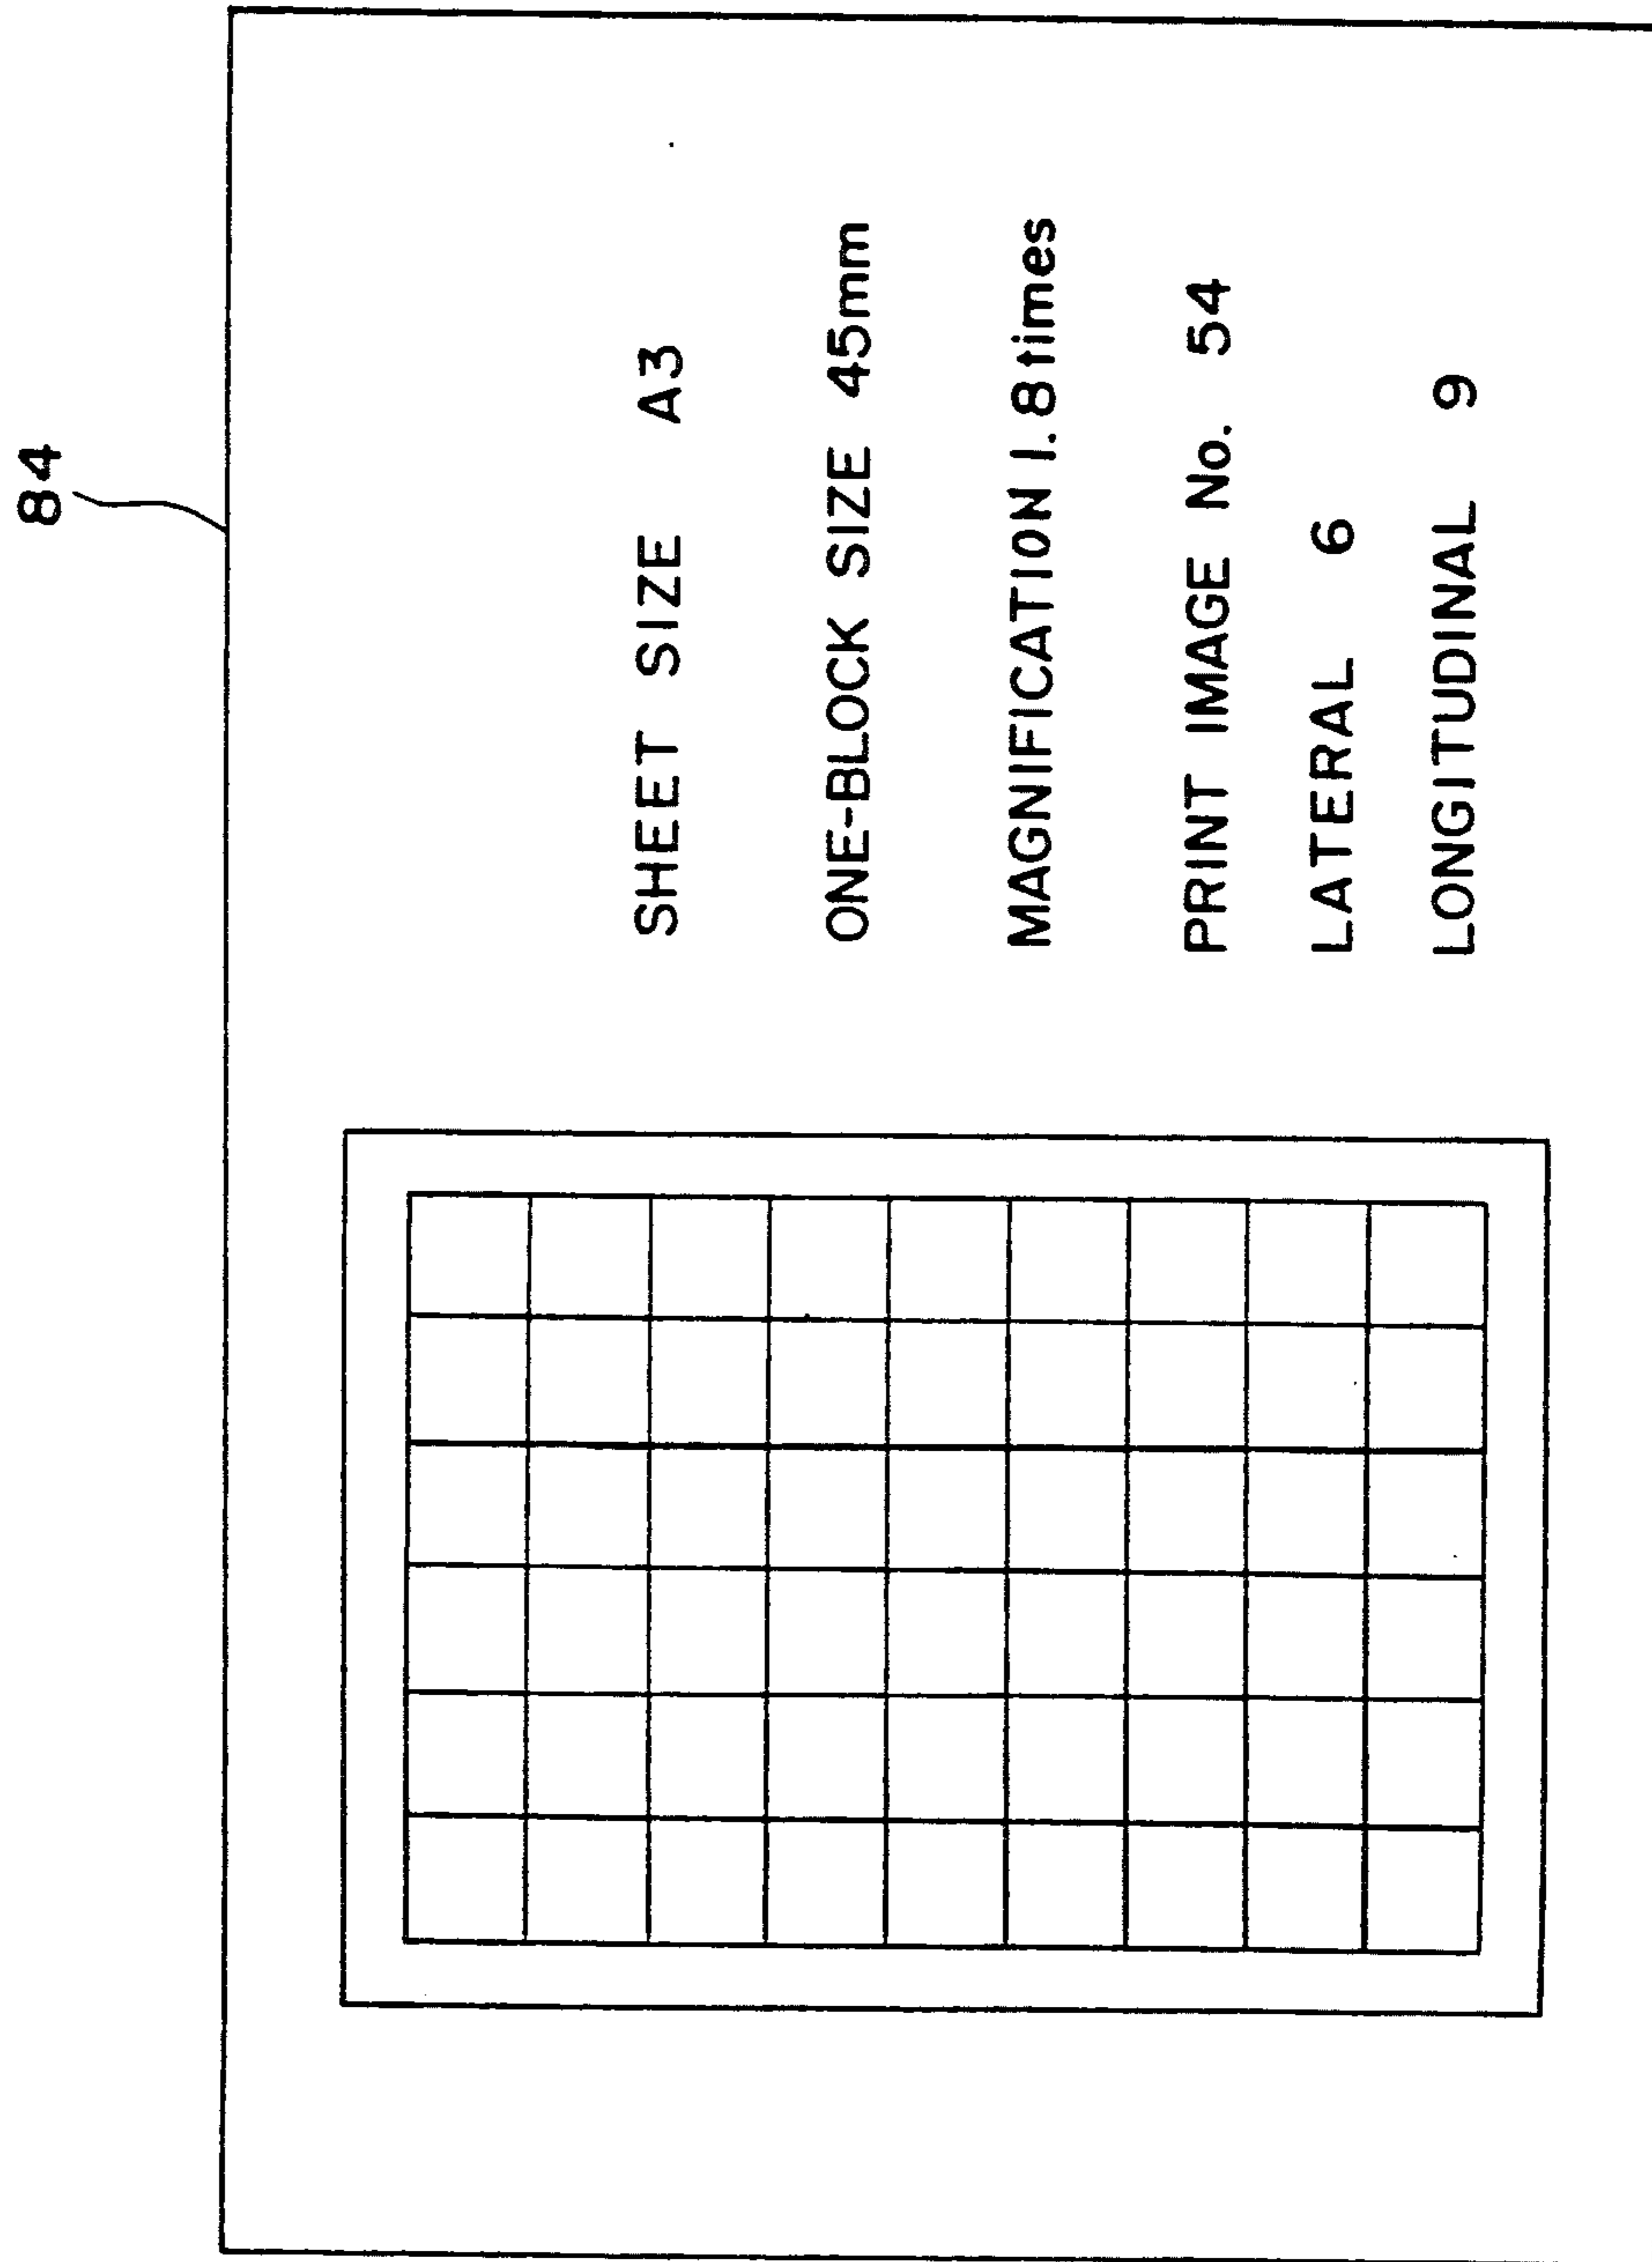 84
SHEET SIZE A3
ONE-BLOCK SIZE 45mm
MAGNIFICATION 1.8times
PRINT IMAGE No. 54
LATERAL 6
LONGITUDINAL 9